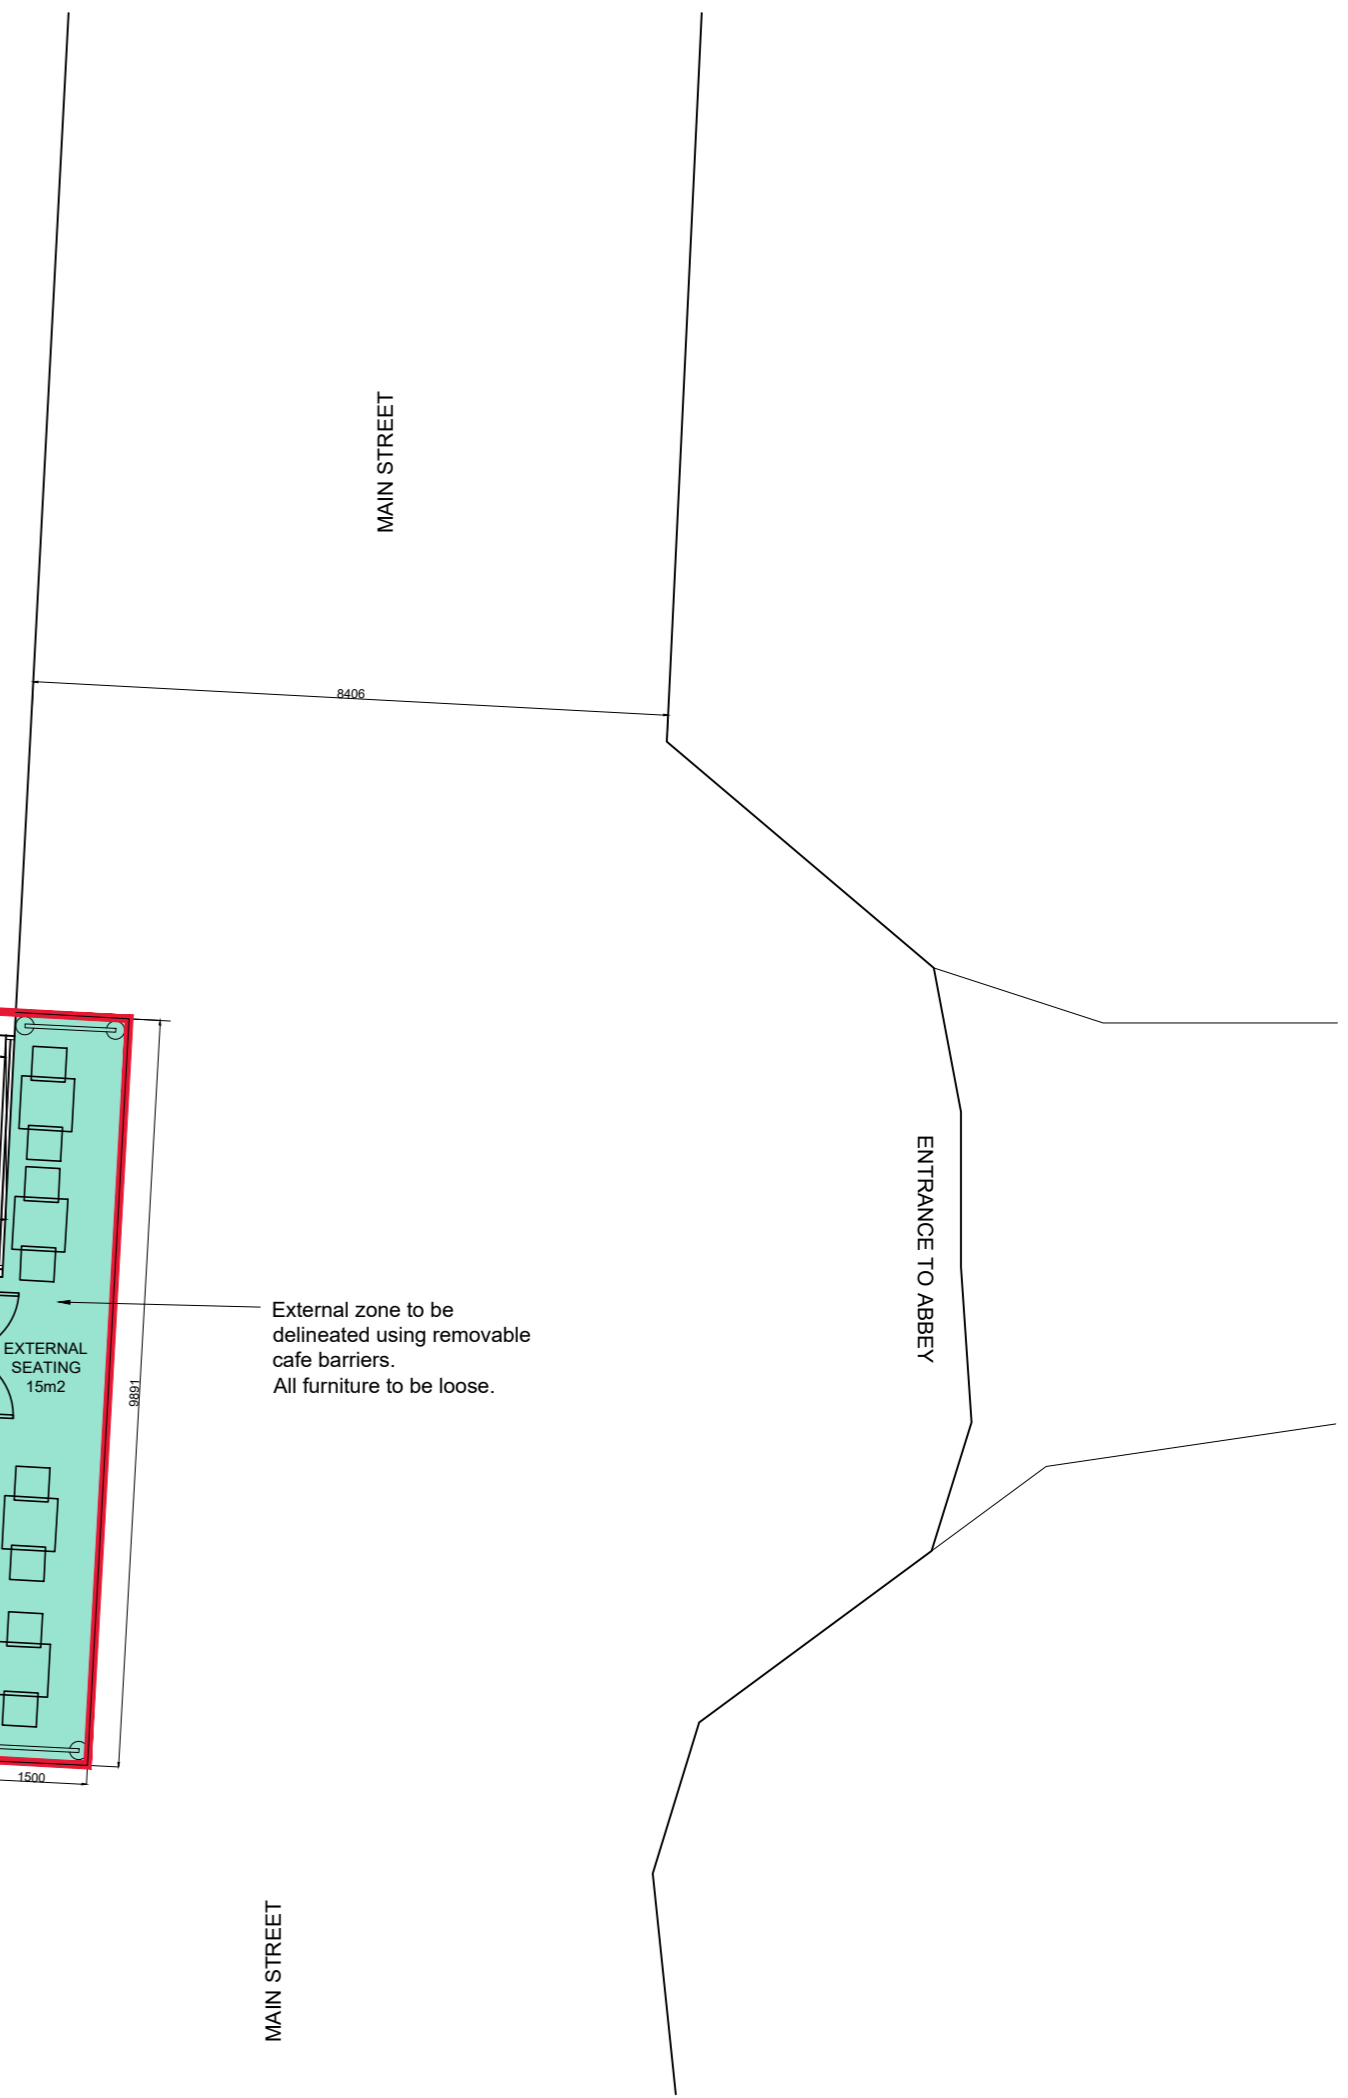 MAIN STREET
8406
ENTRANCE TO ABBEY
External zone to be
delineated using removable
cafe barriers.
All furniture to be loose.
EXTERNAL
SEATING
15m2
9891
1500
MAIN STREET